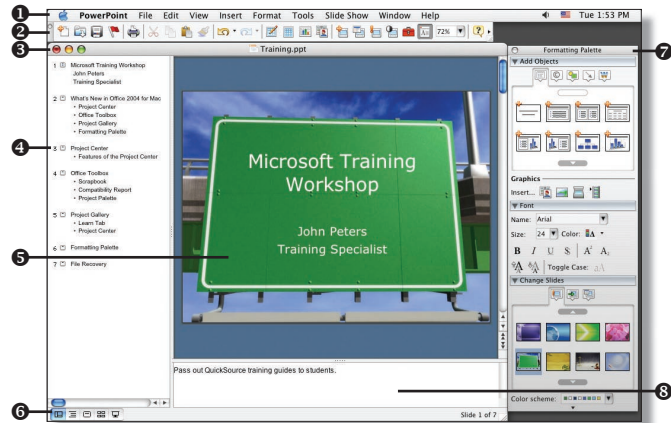 1
PowerPoint File Edit View Insert Format Tools Slide Show Window Help Tue 1:53 PM
2
72%
3
Training.ppt
Formatting Palette
7
1 Microsoft Training Workshop
John Peters
Training Specialist
2 What's New in Office 2004 for Mac
• Project Center
• Office Toolbox
• Project Gallery
• Formatting Palette
4
3 Project Center
• Features of the Project Center
4 Office Toolbox
• Scrapbook
• Compatibility Report
• Project Palette
5 Project Gallery
• Learn Tab
• Project Center
6 Formatting Palette
7 File Recovery
Microsoft Training
Workshop
John Peters
Training Specialist
5
Pass out QuickSource training guides to students.
8
6
Slide 1 of 7
Add Objects
Graphics
Insert...
Font
Name: Arial
Size: 24 Color: A
B I U S A² A₂
Toggle Case: aA
Change Slides
Color scheme: